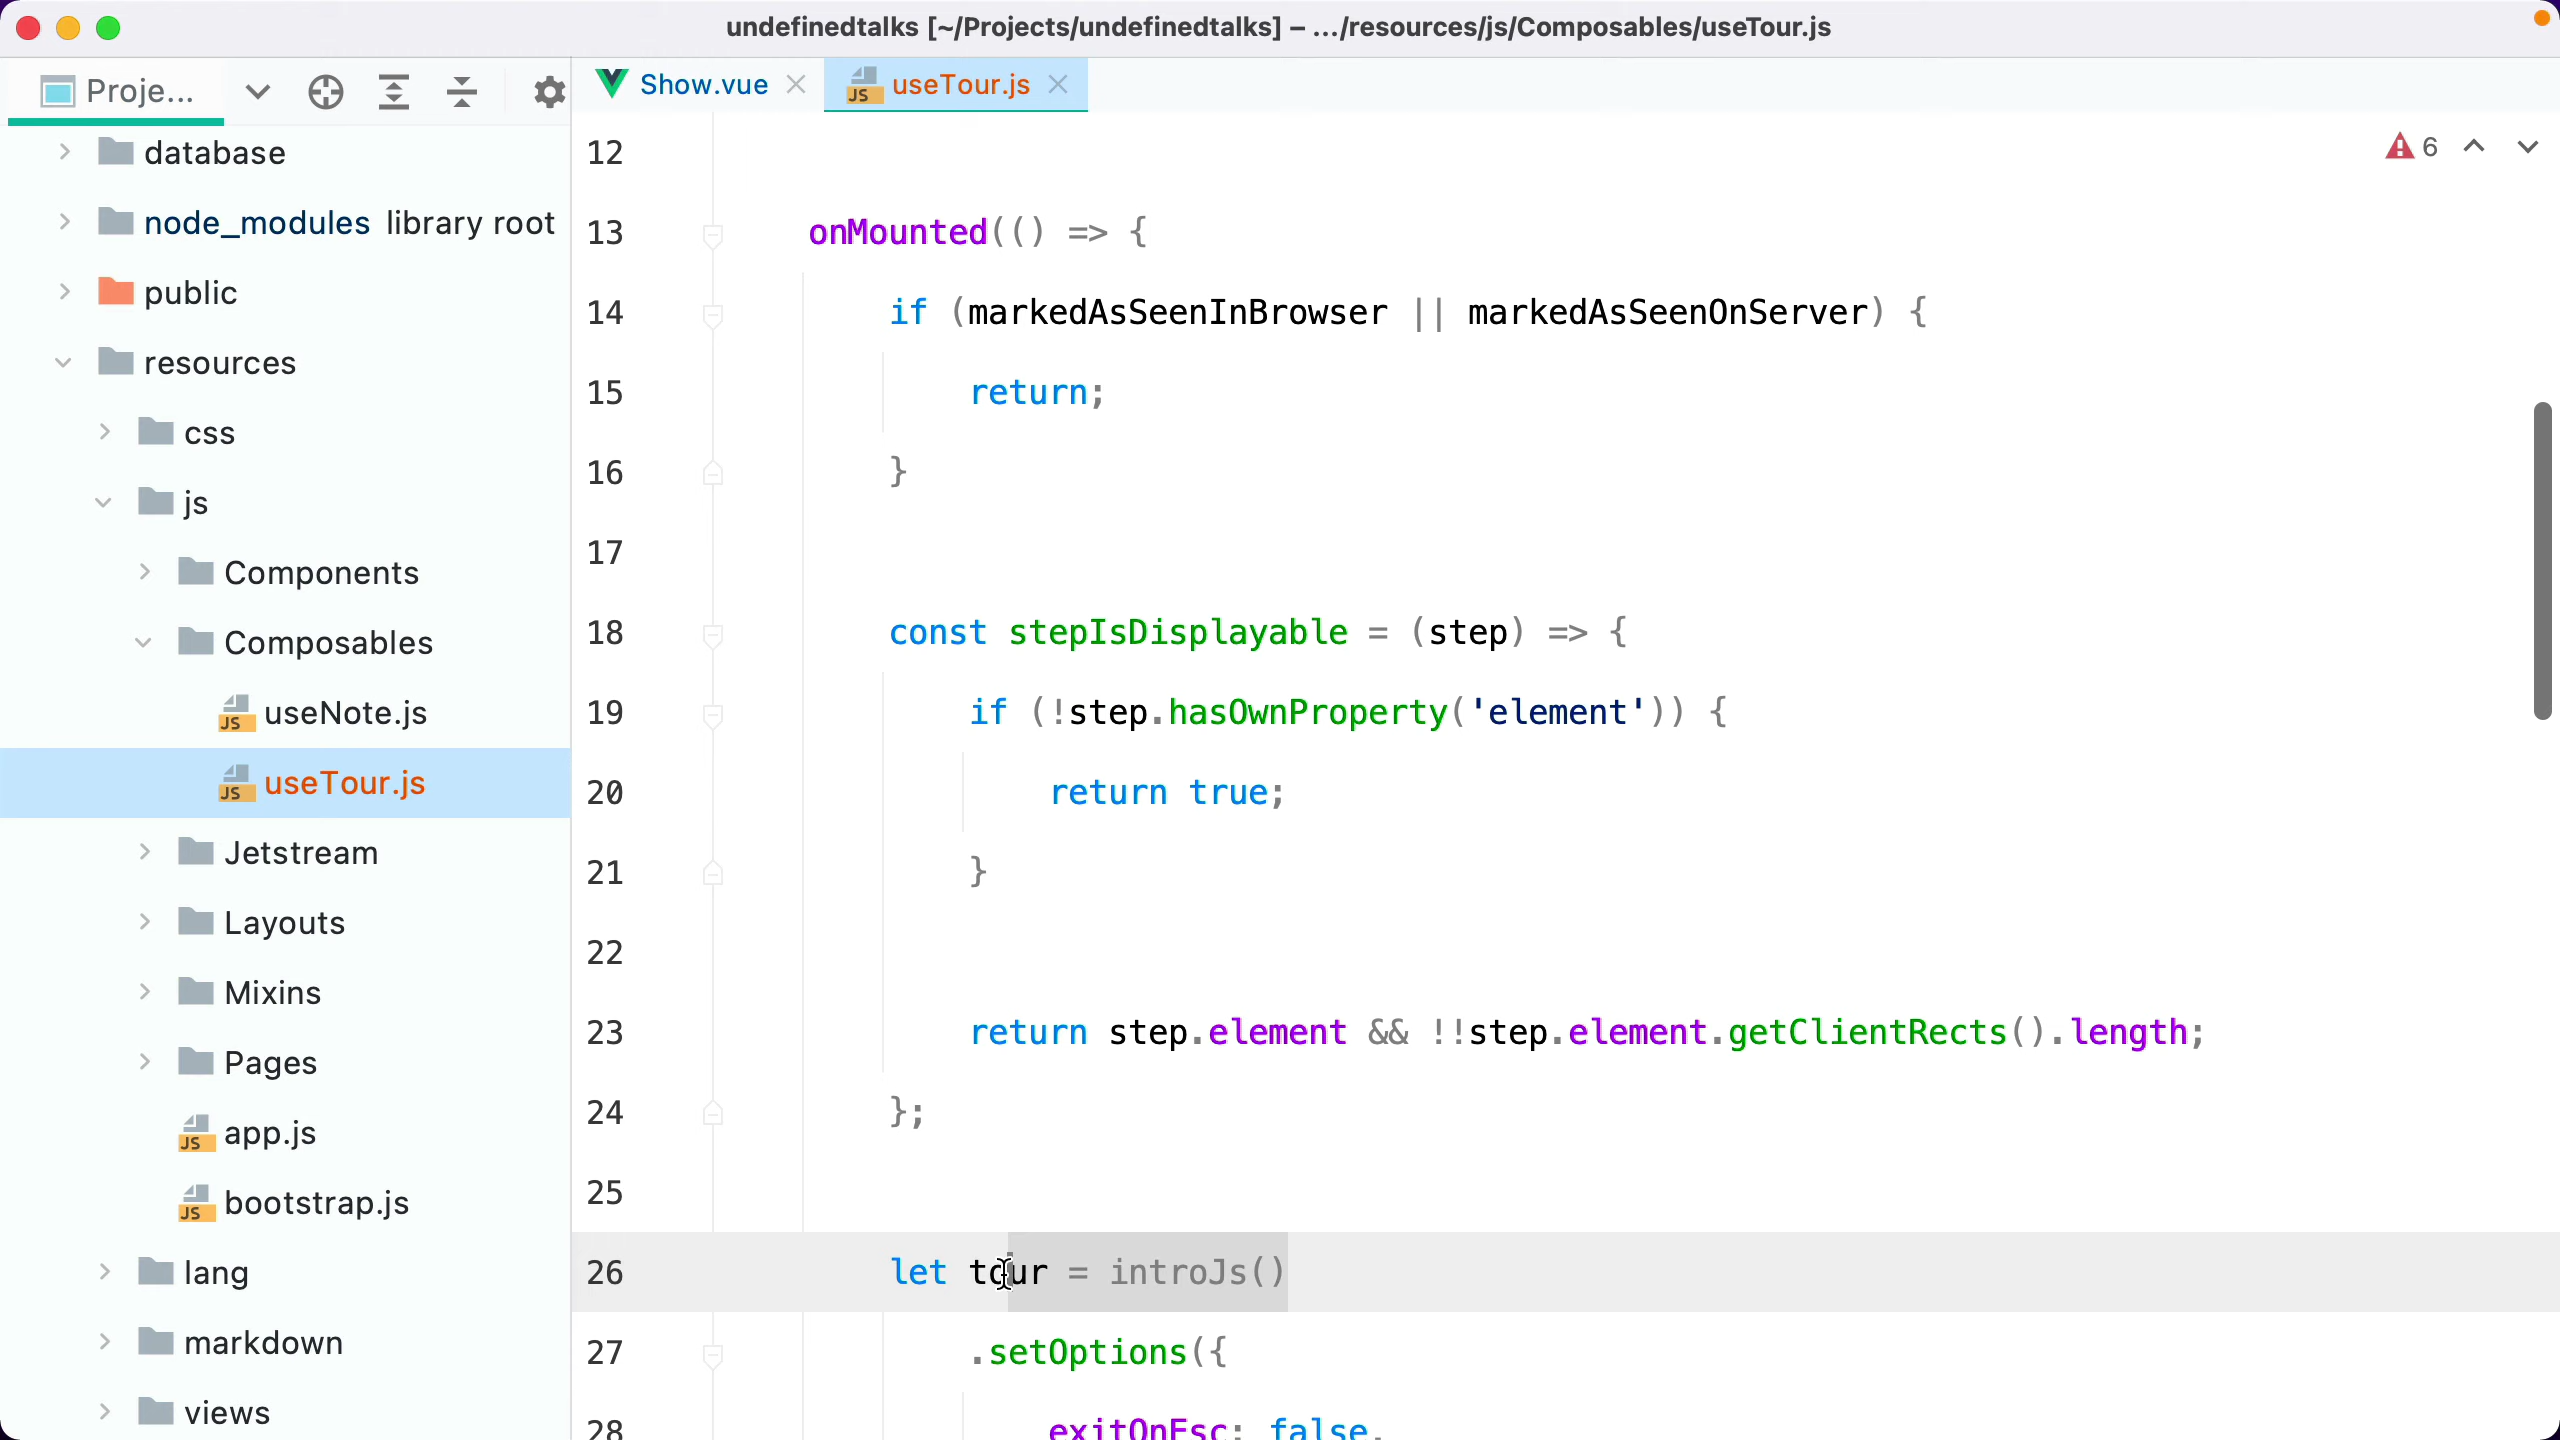 undefinedtalks [~/Projects/undefinedtalks] – .../resources/js/Composables/useTour.js
Proje...
Show.vue
useTour.js
6
database
node_modules library root
public
resources
css
js
Components
Composables
useNote.js
useTour.js
Jetstream
Layouts
Mixins
Pages
app.js
bootstrap.js
lang
markdown
views
12
13 onMounted(() => {
14 if (markedAsSeenInBrowser || markedAsSeenOnServer) {
15 return;
16 }
17
18 const stepIsDisplayable = (step) => {
19 if (!step.hasOwnProperty('element')) {
20 return true;
21 }
22
23 return step.element && !!step.element.getClientRects().length;
24 };
25
26 let tour = introJs()
27 .setOptions({
28 exitOnEsc: false,